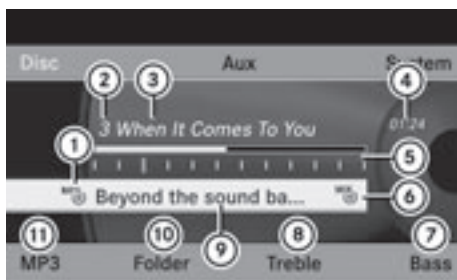 Disc Aux System
2 3 4
3 When It Comes To You 01:24
1 5
Beyond the sound ba... 6
11 10 9 8 7
MP3 Folder Treble Bass